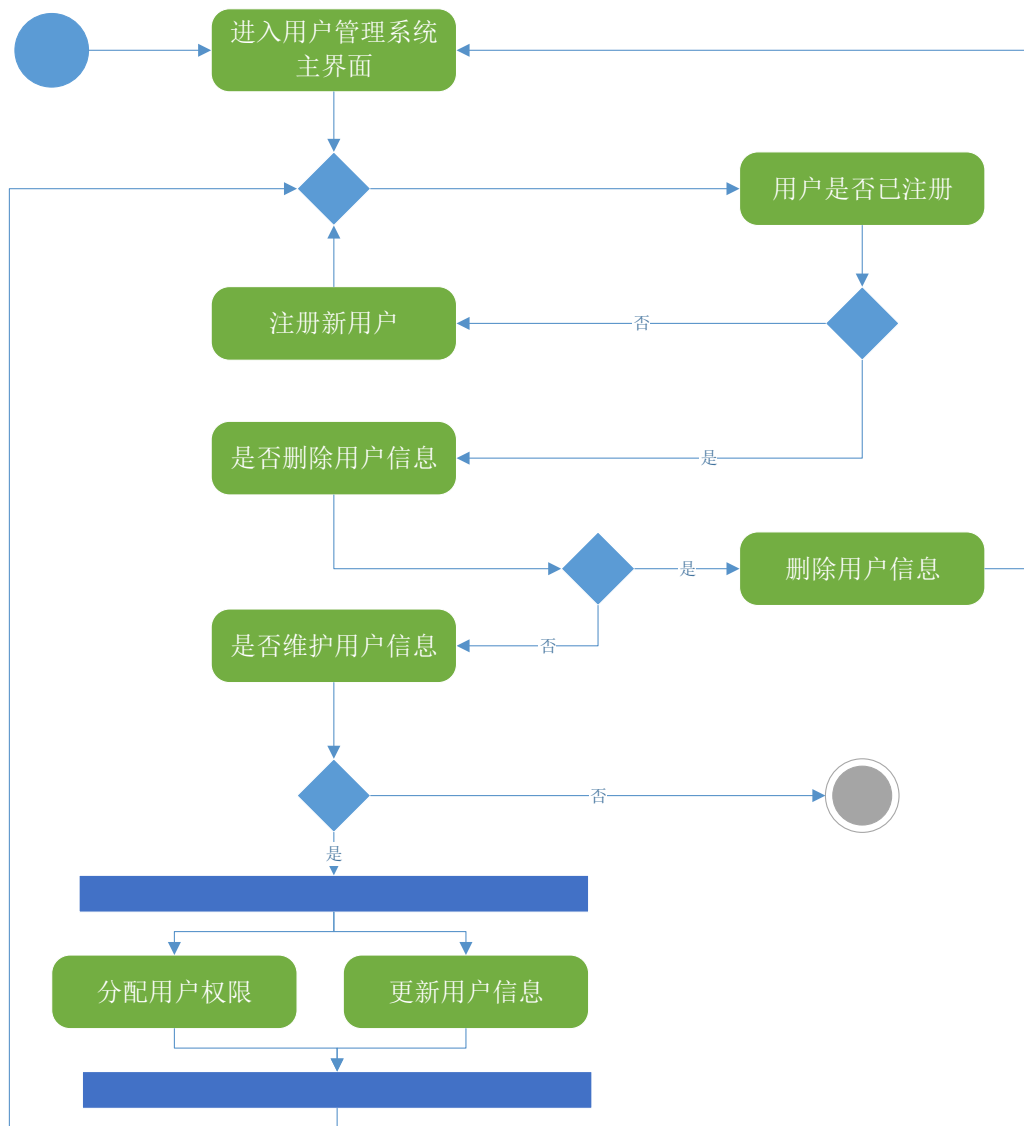 进入用户管理系统
主界面
用户是否已注册
注册新用户
否
是否删除用户信息
是
是
删除用户信息
是否维护用户信息
否
否
是
分配用户权限
更新用户信息